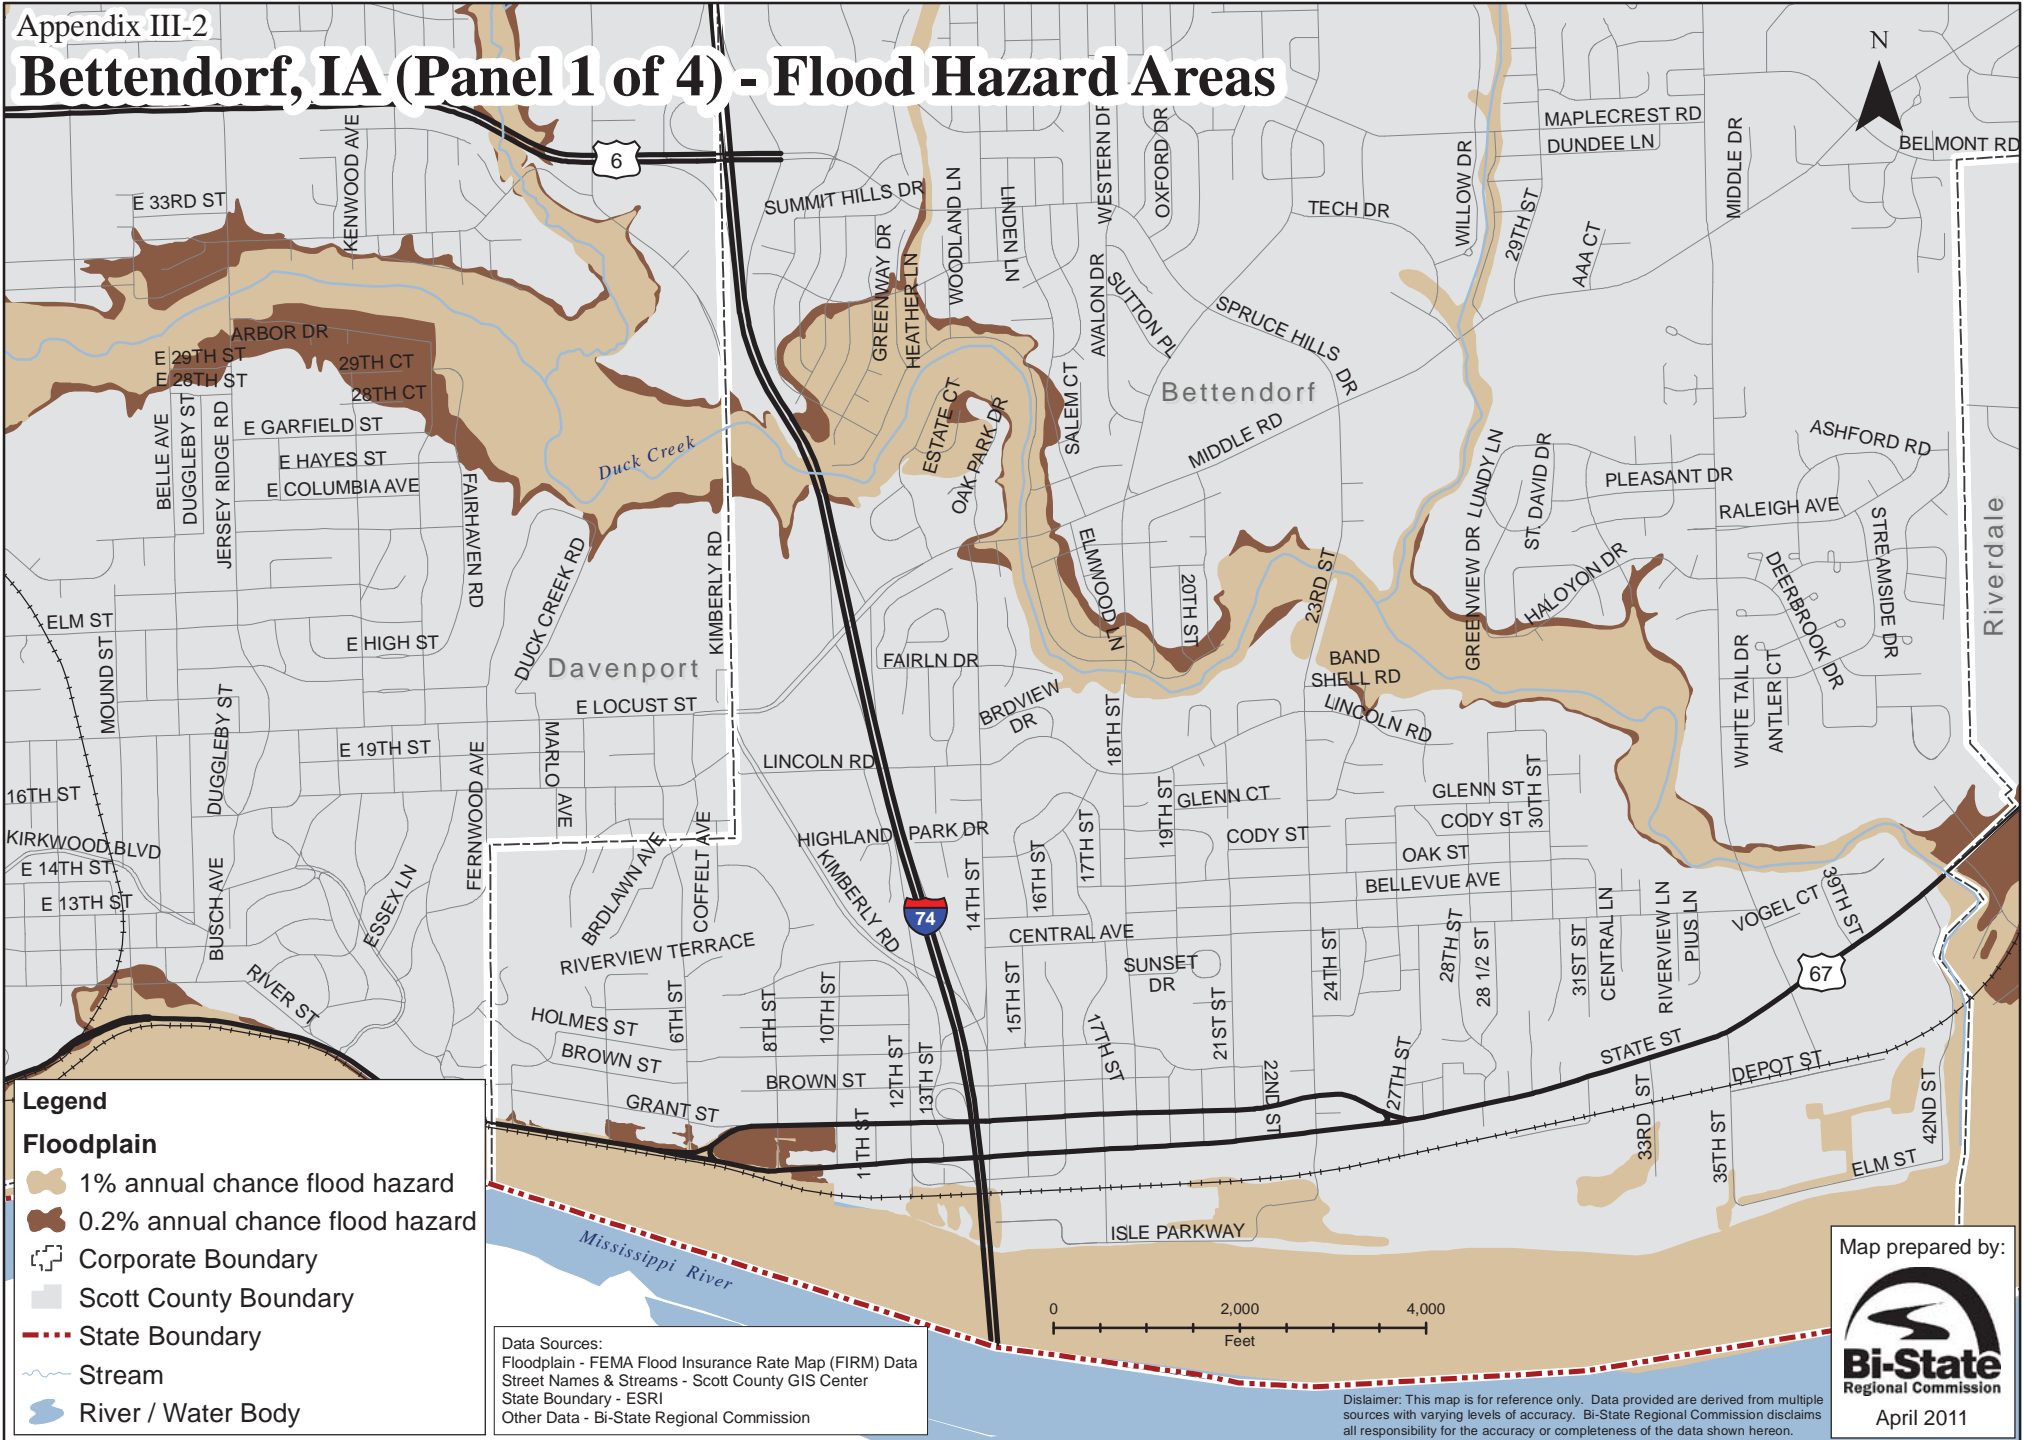 Appendix III-2
Bettendorf, IA (Panel 1 of 4) - Flood Hazard Areas
N
6
MAPLECREST RD
DUNDEE LN
BELMONT RD
MIDDLE DR
WILLOW DR
29TH ST
AAA CT
TECH DR
WESTERN DR
OXFORD DR
KENWOOD AVE
E 33RD ST
SUMMIT HILLS DR
WOODLAND LN
LINDEN LN
GREENWAY DR
HEATHER LN
AVALON DR
SUTTON PL
SPRUCE HILLS
DR
ARBOR DR
E 29TH ST
E 28TH ST
29TH CT
28TH CT
Bettendorf
MIDDLE RD
SALEM CT
ESTATE CT
OAK PARK DR
BELLE AVE
DUGGLEBY ST
JERSEY RIDGE RD
E GARFIELD ST
E HAYES ST
E COLUMBIA AVE
Duck Creek
FAIRHAVEN RD
DUCK CREEK RD
KIMBERLY RD
ELMWOOD LN
20TH ST
23RD ST
GREENVIEW DR
LUNDY LN
ST. DAVID DR
PLEASANT DR
ASHFORD RD
RALEIGH AVE
STREAMSIDE DR
Riverdale
HALOYON DR
DEERBROOK DR
WHITE TAIL DR
ANTLER CT
ELM ST
MOUND ST
E HIGH ST
Davenport
FAIRLN DR
BRDVIEW
DR
BAND
SHELL RD
LINCOLN RD
E LOCUST ST
DUGGLEBY ST
E 19TH ST
FERNWOOD AVE
MARLO
AVE
LINCOLN RD
18TH ST
19TH ST
GLENN CT
GLENN ST
30TH ST
16TH ST
KIRKWOOD BLVD
E 14TH ST
E 13TH ST
BUSCH AVE
ESSEX LN
BRDLAWN AVE
COFFELT AVE
HIGHLAND PARK DR
KIMBERLY RD
14TH ST
16TH ST
17TH ST
CODY ST
CODY ST
OAK ST
BELLEVUE AVE
74
CENTRAL AVE
RIVERVIEW TERRACE
RIVER ST
SUNSET
DR
24TH ST
28TH ST
28 1/2 ST
31ST ST
CENTRAL LN
RIVERVIEW LN
PIUS LN
VOGEL CT
39TH ST
67
HOLMES ST
6TH ST
8TH ST
10TH ST
15TH ST
17TH ST
21ST ST
22ND ST
27TH ST
STATE ST
BROWN ST
BROWN ST
12TH ST
13TH ST
GRANT ST
11TH ST
DEPOT ST
33RD ST
35TH ST
42ND ST
ELM ST
ISLE PARKWAY
Mississippi River
Legend
Floodplain
1% annual chance flood hazard
0.2% annual chance flood hazard
Corporate Boundary
Scott County Boundary
State Boundary
Stream
River / Water Body
Data Sources:
Floodplain - FEMA Flood Insurance Rate Map (FIRM) Data
Street Names & Streams - Scott County GIS Center
State Boundary - ESRI
Other Data - Bi-State Regional Commission
0 2,000 4,000
Feet
Dislaimer: This map is for reference only. Data provided are derived from multiple
sources with varying levels of accuracy. Bi-State Regional Commission disclaims
all responsibility for the accuracy or completeness of the data shown hereon.
Map prepared by:
Bi-State
Regional Commission
April 2011